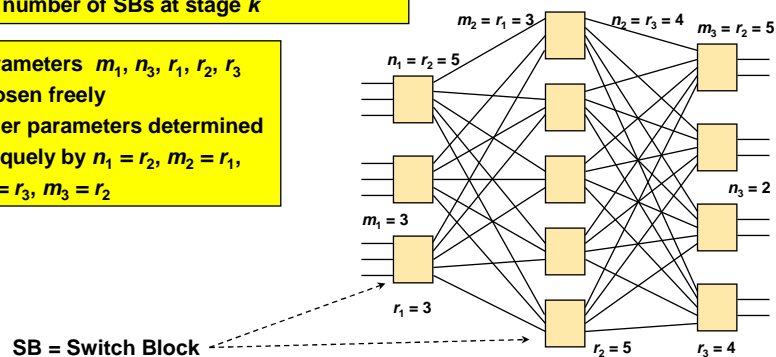 number of SBs at stage k
rameters m₁, n₃, r₁, r₂, r₃
osen freely
er parameters determined
quely by n₁ = r₂, m₂ = r₁,
= r₃, m₃ = r₂
m₂ = r₁ = 3
n₂ = r₃ = 4
m₃ = r₂ = 5
n₁ = r₂ = 5
n₃ = 2
m₁ = 3
r₁ = 3
r₂ = 5
r₃ = 4
SB = Switch Block